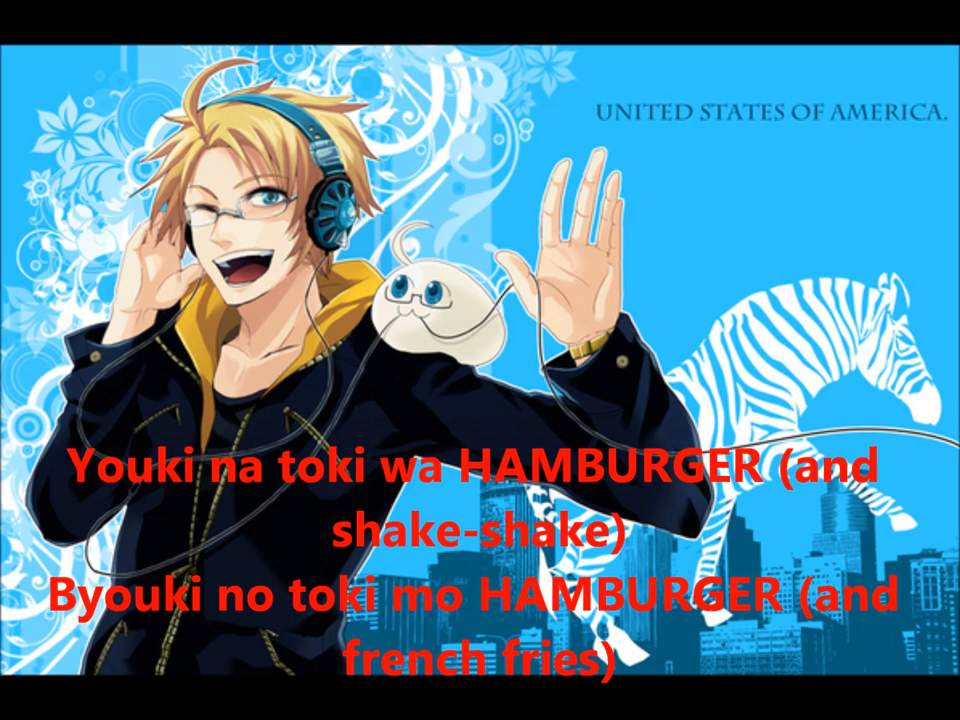 UNITED STATES OF AMERICA.
Youki na toki wa HAMBURGER (and
shake-shake)
Byouki no toki mo HAMBURGER (and
french fries)